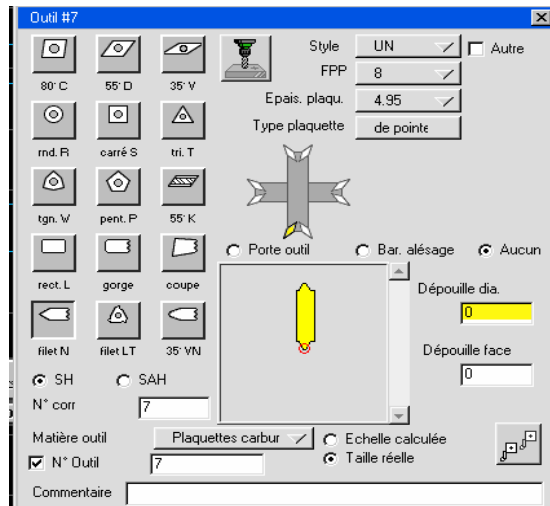 Outil #7
Style UN Autre
80° C 55° D 35° V
FPP 8
Epais. plaqu. 4.95
Type plaquette de pointe
rnd. R carré S tri. T
tgn. W pent. P 55° K
Porte outil Bar. alésage Aucun
rect. L gorge coupe
Dépouille dia.
0
filet N filet LT 35° VN
Dépouille face
0
SH SAH
N° corr 7
Matière outil Plaquettes carbur Echelle calculée
N° Outil 7 Taille réelle
Commentaire